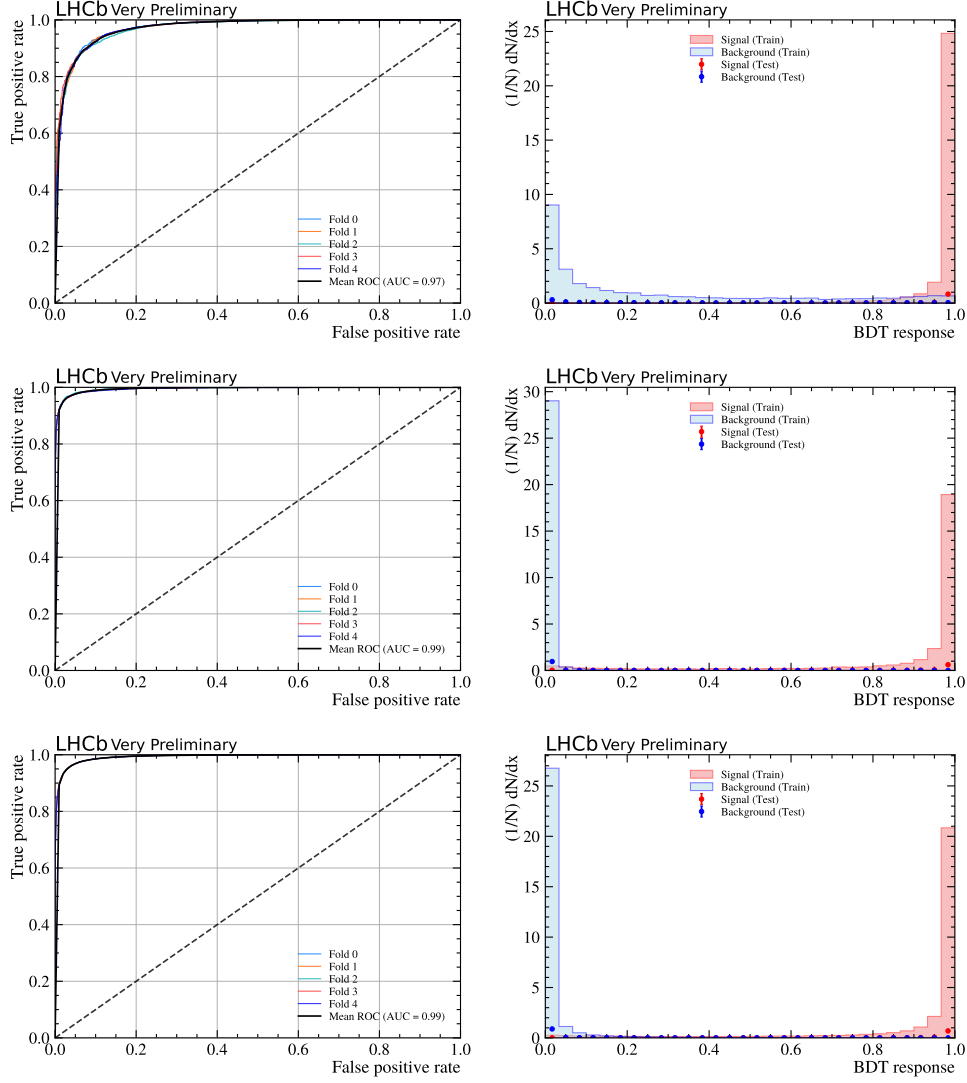 LHCb Very Preliminary
True positive rate
1.0
0.8
0.6
0.4
0.2
0.0
Fold 0
Fold 1
Fold 2
Fold 3
Fold 4
Mean ROC (AUC = 0.97)
0.0 0.2 0.4 0.6 0.8 1.0
False positive rate
LHCb Very Preliminary
(1/N) dN/dx
25
20
15
10
5
0
Signal (Train)
Background (Train)
Signal (Test)
Background (Test)
0.0 0.2 0.4 0.6 0.8 1.0
BDT response
LHCb Very Preliminary
True positive rate
1.0
0.8
0.6
0.4
0.2
0.0
Fold 0
Fold 1
Fold 2
Fold 3
Fold 4
Mean ROC (AUC = 0.99)
0.0 0.2 0.4 0.6 0.8 1.0
False positive rate
LHCb Very Preliminary
(1/N) dN/dx
30
25
20
15
10
5
0
Signal (Train)
Background (Train)
Signal (Test)
Background (Test)
0.0 0.2 0.4 0.6 0.8 1.0
BDT response
LHCb Very Preliminary
True positive rate
1.0
0.8
0.6
0.4
0.2
0.0
Fold 0
Fold 1
Fold 2
Fold 3
Fold 4
Mean ROC (AUC = 0.99)
0.0 0.2 0.4 0.6 0.8 1.0
False positive rate
LHCb Very Preliminary
(1/N) dN/dx
25
20
15
10
5
0
Signal (Train)
Background (Train)
Signal (Test)
Background (Test)
0.0 0.2 0.4 0.6 0.8 1.0
BDT response